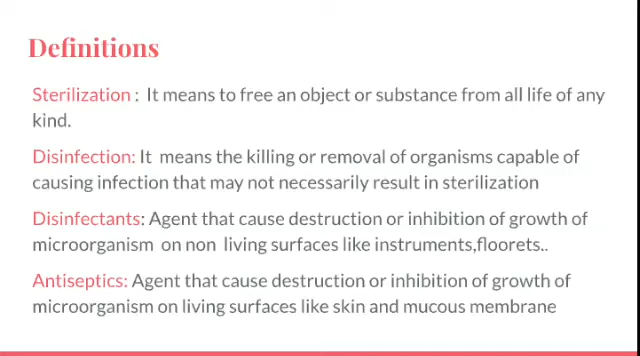 Definitions
Sterilization : It means to free an object or substance from all life of any
kind.
Disinfection: It means the killing or removal of organisms capable of
causing infection that may not necessarily result in sterilization
Disinfectants: Agent that cause destruction or inhibition of growth of
microorganism on non living surfaces like instruments,floorets..
Antiseptics: Agent that cause destruction or inhibition of growth of
microorganism on living surfaces like skin and mucous membrane